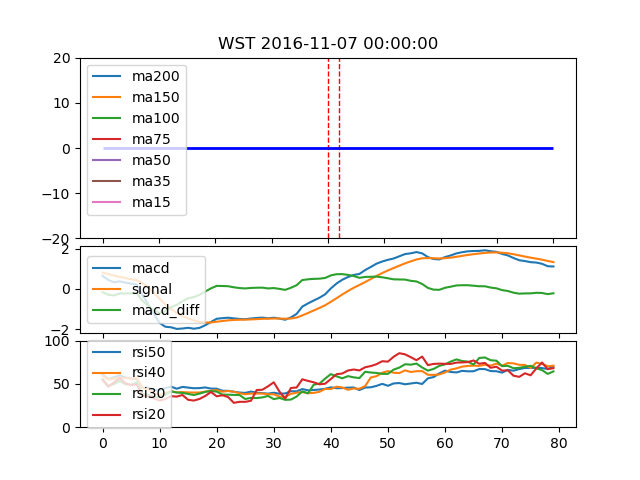 WST 2016-11-07 00:00:00
20
10
0
−10
−20
ma200
ma150
ma100
ma75
ma50
ma35
ma15
2
0
−2
macd
signal
macd_diff
100
50
0
rsi50
rsi40
rsi30
rsi20
0 10 20 30 40 50 60 70 80